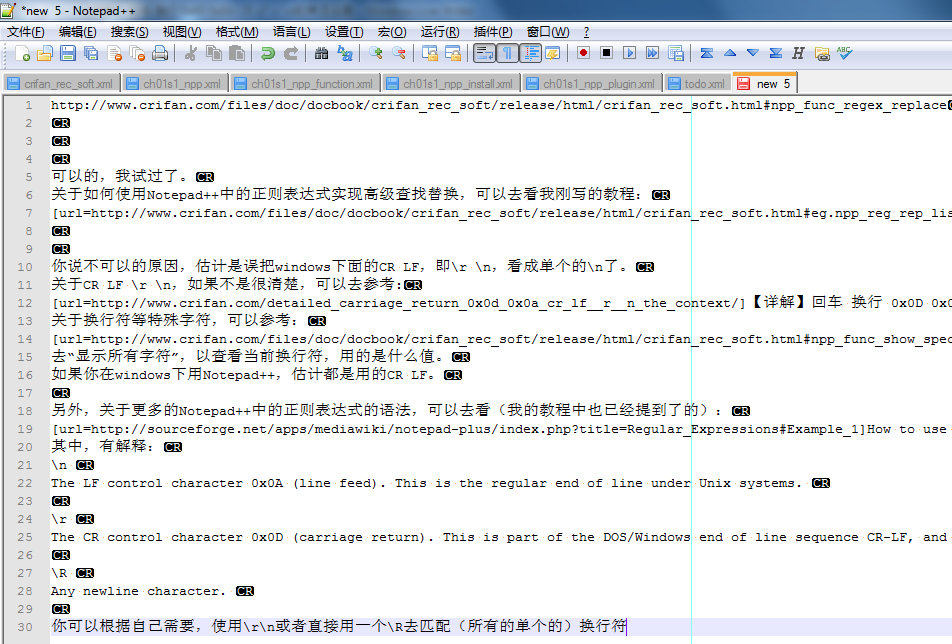 *new 5 - Notepad++
文件(F) 编辑(E) 搜索(S) 视图(V) 格式(M) 语言(L) 设置(T) 宏(O) 运行(R) 插件(P) 窗口(W) ?
crifan_rec_soft.xml ch01s1_npp.xml ch01s1_npp_function.xml ch01s1_npp_install.xml ch01s1_npp_plugin.xml todo.xml new 5
1 http://www.crifan.com/files/doc/docbook/crifan_rec_soft/release/html/crifan_rec_soft.html#npp_func_regex_replace
2 CR
3 CR
4 CR
5 可以的，我试过了。CR
6 关于如何使用Notepad++中的正则表达式实现高级查找替换，可以去看我刚写的教程：CR
7 [url=http://www.crifan.com/files/doc/docbook/crifan_rec_soft/release/html/crifan_rec_soft.html#eg.npp_reg_rep_lis
8 CR
9 CR
10 你说不可以的原因，估计是误把windows下面的CR LF，即\r \n，看成单个的\n了。CR
11 关于CR LF \r \n，如果不是很清楚，可以去参考:CR
12 [url=http://www.crifan.com/detailed_carriage_return_0x0d_0x0a_cr_lf__r__n_the_context/]【详解】回车 换行 0x0D 0x0
13 关于换行符等特殊字符，可以参考：CR
14 [url=http://www.crifan.com/files/doc/docbook/crifan_rec_soft/release/html/crifan_rec_soft.html#npp_func_show_spec
15 去“显示所有字符”，以查看当前换行符，用的是什么值。CR
16 如果你在windows下用Notepad++，估计都是用的CR LF。CR
17 CR
18 另外，关于更多的Notepad++中的正则表达式的语法，可以去看（我的教程中也已经提到了的）：CR
19 [url=http://sourceforge.net/apps/mediawiki/notepad-plus/index.php?title=Regular_Expressions#Example_1]How to use
20 其中，有解释：CR
21 \n CR
22 The LF control character 0x0A (line feed). This is the regular end of line under Unix systems. CR
23 CR
24 \r CR
25 The CR control character 0x0D (carriage return). This is part of the DOS/Windows end of line sequence CR-LF, and
26 CR
27 \R CR
28 Any newline character. CR
29 CR
30 你可以根据自己需要，使用\r\n或者直接用一个\R去匹配（所有的单个的）换行符